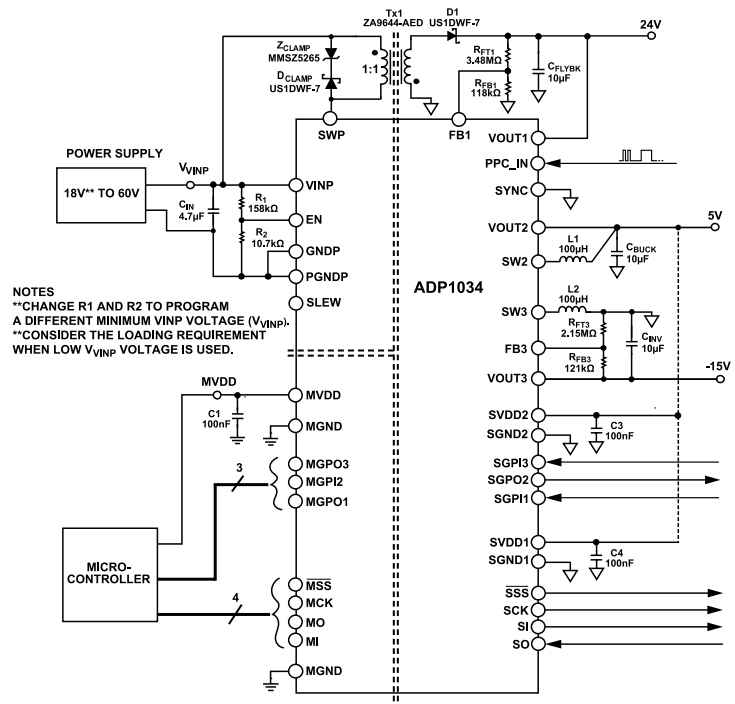 Tx1
ZA9644-AED
D1
US1DWF-7
24V
ZCLAMP
MMSZ5265
DCLAMP
US1DWF-7
1:1
RFT1
3.48MΩ
RFB1
118kΩ
CFLYBK
10µF
SWP
FB1
VOUT1
PPC_IN
SYNC
POWER SUPPLY
18V** TO 60V
VVINP
CIN
4.7µF
R1
158kΩ
R2
10.7kΩ
VINP
EN
GNDP
PGNDP
SLEW
ADP1034
VOUT2
5V
L1
100µH
CBUCK
10µF
SW2
L2
100µH
SW3
RFT3
2.15MΩ
CINV
10µF
FB3
RFB3
121kΩ
-15V
VOUT3
NOTES
**CHANGE R1 AND R2 TO PROGRAM
A DIFFERENT MINIMUM VINP VOLTAGE (VVINP).
**CONSIDER THE LOADING REQUIREMENT
WHEN LOW VVINP VOLTAGE IS USED.
MVDD
C1
100nF
MVDD
MGND
SVDD2
C3
100nF
SGND2
3
MGPO3
MGPI2
MGPO1
SGPI3
SGPO2
SGPI1
SVDD1
C4
100nF
SGND1
MICRO-
CONTROLLER
4
MSS
MCK
MO
MI
MGND
SSS
SCK
SI
SO